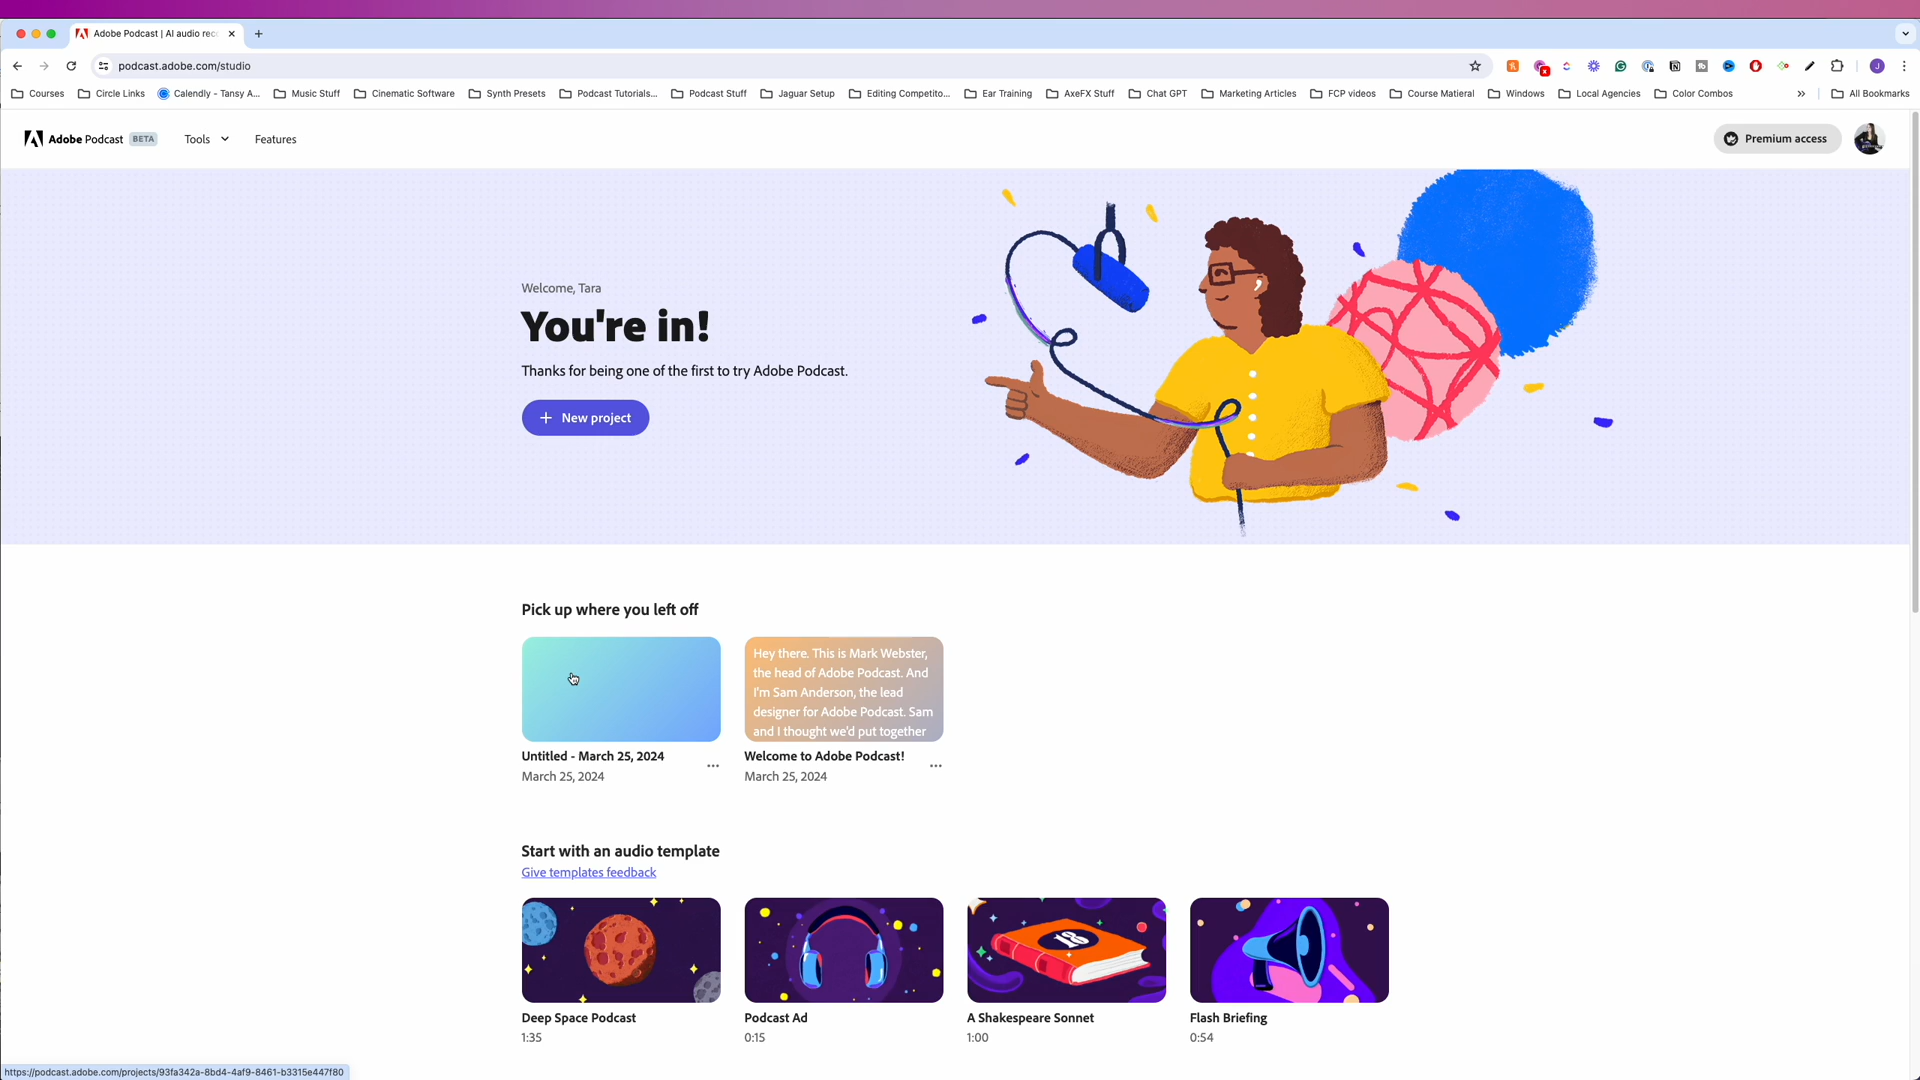 Adobe Podcast | AI audio rec
podcast.adobe.com/studio
Courses
Circle Links
Calendly - Tansy A...
Music Stuff
Cinematic Software
Synth Presets
Podcast Tutorials...
Podcast Stuff
Jaguar Setup
Editing Competito...
Ear Training
AxeFX Stuff
Chat GPT
Marketing Articles
FCP videos
Course Matieral
Windows
Local Agencies
Color Combos
All Bookmarks
Adobe Podcast BETA
Tools
Features
Premium access
Welcome, Tara
You're in!
Thanks for being one of the first to try Adobe Podcast.
New project
Pick up where you left off
Hey there. This is Mark Webster,
the head of Adobe Podcast. And
I'm Sam Anderson, the lead
designer for Adobe Podcast. Sam
and I thought we'd put together
Untitled - March 25, 2024
March 25, 2024
Welcome to Adobe Podcast!
March 25, 2024
Start with an audio template
Give templates feedback
18
Deep Space Podcast
1:35
Podcast Ad
0:15
A Shakespeare Sonnet
1:00
Flash Briefing
0:54
https://podcast.adobe.com/projects/93fa342a-8bd4-4af9-8461-b3315e447f80